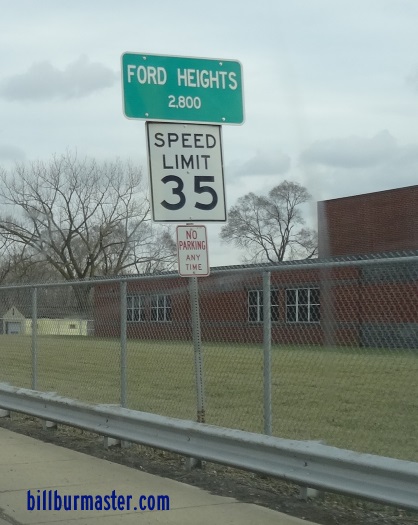 FORD HEIGHTS
2,800
SPEED
LIMIT
35
NO
PARKING
ANY
TIME
billburmaster.com